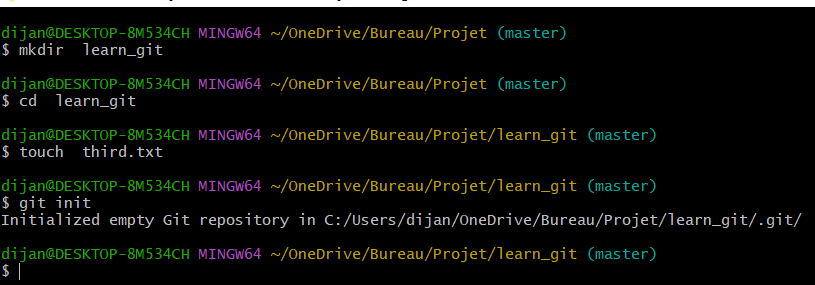 dijan@DESKTOP-8M534CH MINGW64 ~/OneDrive/Bureau/Projet (master)
$ mkdir  learn_git
dijan@DESKTOP-8M534CH MINGW64 ~/OneDrive/Bureau/Projet (master)
$ cd  learn_git
dijan@DESKTOP-8M534CH MINGW64 ~/OneDrive/Bureau/Projet/learn_git (master)
$ touch  third.txt
dijan@DESKTOP-8M534CH MINGW64 ~/OneDrive/Bureau/Projet/learn_git (master)
$ git init
Initialized empty Git repository in C:/Users/dijan/OneDrive/Bureau/Projet/learn_git/.git/
dijan@DESKTOP-8M534CH MINGW64 ~/OneDrive/Bureau/Projet/learn_git (master)
$